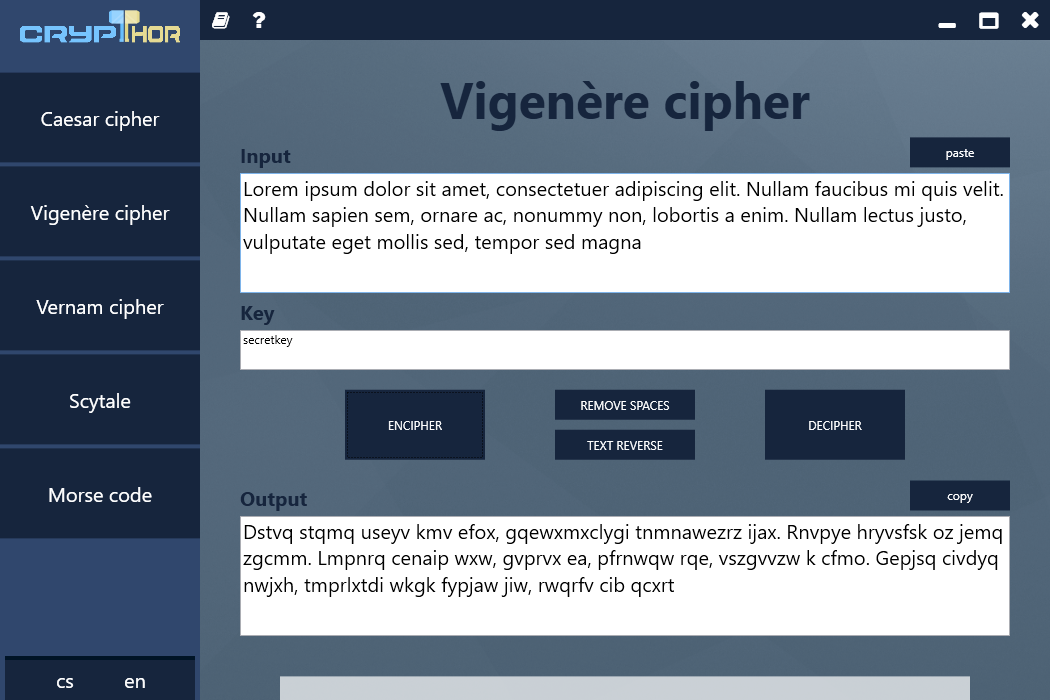 CRYPTHOR
?
Caesar cipher
Vigenère cipher
Vernam cipher
Scytale
Morse code
cs en
Vigenère cipher
Input
paste
Lorem ipsum dolor sit amet, consectetuer adipiscing elit. Nullam faucibus mi quis velit.
Nullam sapien sem, ornare ac, nonummy non, lobortis a enim. Nullam lectus justo,
vulputate eget mollis sed, tempor sed magna
Key
secretkey
ENCIPHER
REMOVE SPACES
TEXT REVERSE
DECIPHER
Output
copy
Dstvq stqmq useyv kmv efox, gqewxmxclygi tnmnawezrz ijax. Rnvpye hryvsfsk oz jemq
zgcmm. Lmpnrq cenaip wxw, gvprvx ea, pfrnwqw rqe, vszgvvzw k cfmo. Gepjsq civdyq
nwjxh, tmprlxtdi wkgk fypjaw jiw, rwqrfv cib qcxrt